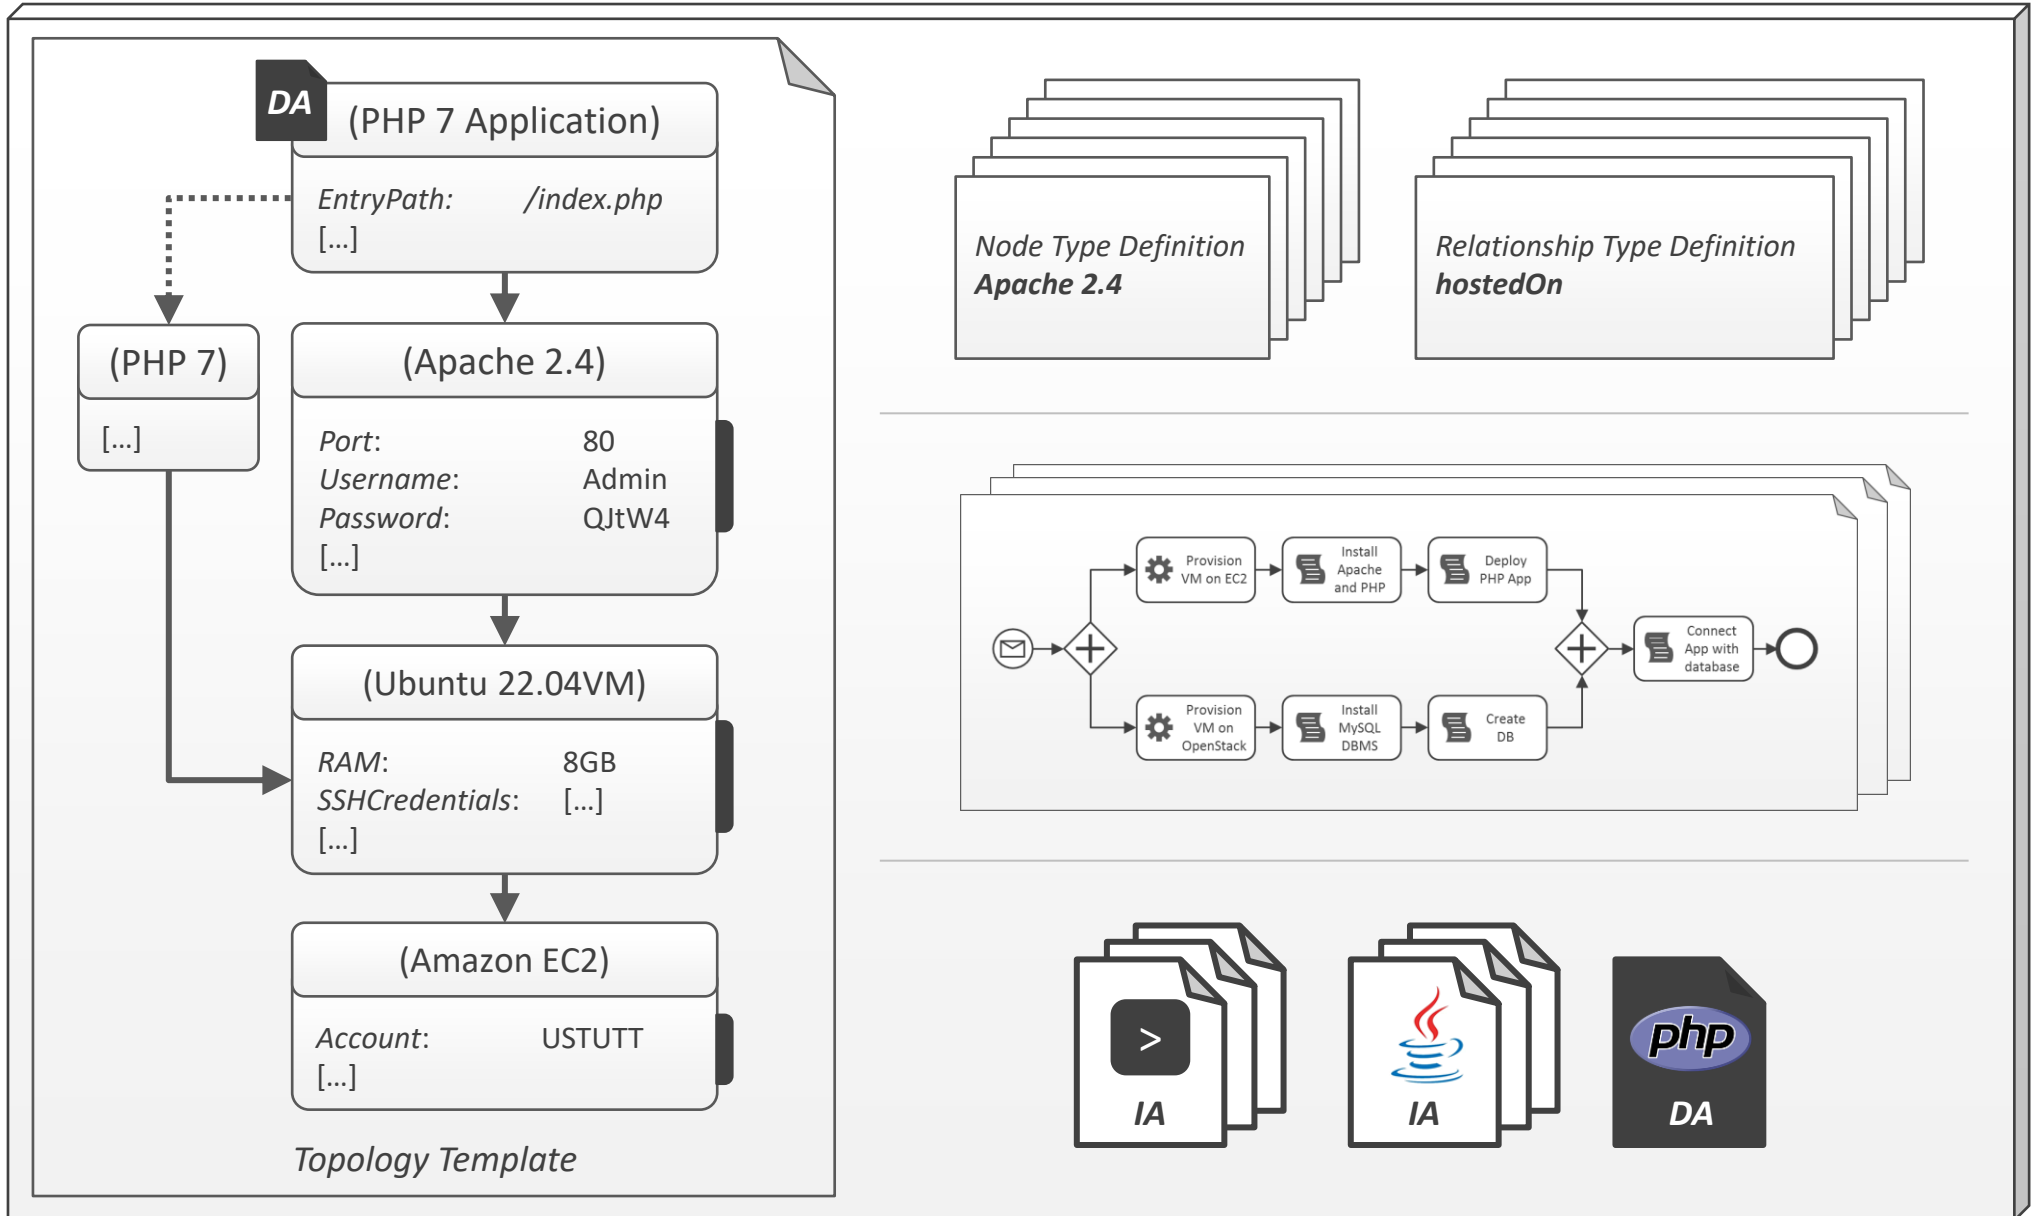 DA
(PHP 7 Application)
EntryPath: /index.php
[...]
(PHP 7)
[...]
(Apache 2.4)
Port: 80
Username: Admin
Password: QJtW4
[...]
(Ubuntu 22.04VM)
RAM: 8GB
SSHCredentials: [...]
[...]
(Amazon EC2)
Account: USTUTT
[...]
Topology Template
Node Type Definition
Apache 2.4
Relationship Type Definition
hostedOn
Provision
VM on EC2
Install
Apache
and PHP
Deploy
PHP App
Connect
App with
database
Provision
VM on
OpenStack
Install
MySQL
DBMS
Create
DB
>
IA
IA
php
DA